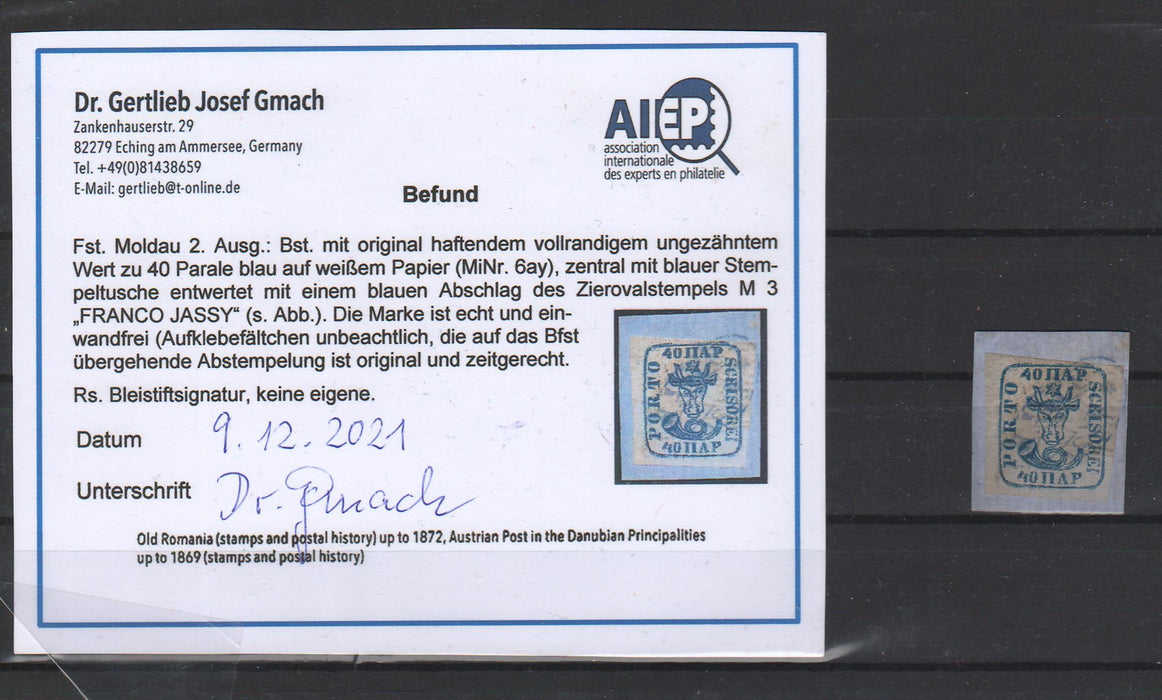 Dr. Gertlieb Josef Gmach
Zankenhauserstr. 29
82279 Eching am Ammersee, Germany
Tel. +49(0)81438659
E-Mail: gertlieb@t-online.de
AIEP
association
internationale
des experts en philatelie
Befund
Fst. Moldau 2. Ausg.: Bst. mit original haftendem vollrandigem ungezähntem
Wert zu 40 Parale blau auf weißem Papier (MiNr. 6ay), zentral mit blauer Stem-
peltusche entwertet mit einem blauen Abschlag des Zierovalstempels M 3
„FRANCO JASSY“ (s. Abb.). Die Marke ist echt und ein-
wandfrei (Aufklebefältchen unbeachtlich, die auf das Bfst
übergehende Abstempelung ist original und zeitgerecht.
Rs. Bleistiftsignatur, keine eigene.
Datum 9.12.2021
Unterschrift Dr. Gmach
Old Romania (stamps and postal history) up to 1872, Austrian Post in the Danubian Principalities
up to 1869 (stamps and postal history)
40 ПАР
PORTO
SCRISOREI
40 ПАР
40 ПАР
PORTO
SCRISOREI
40 ПАР